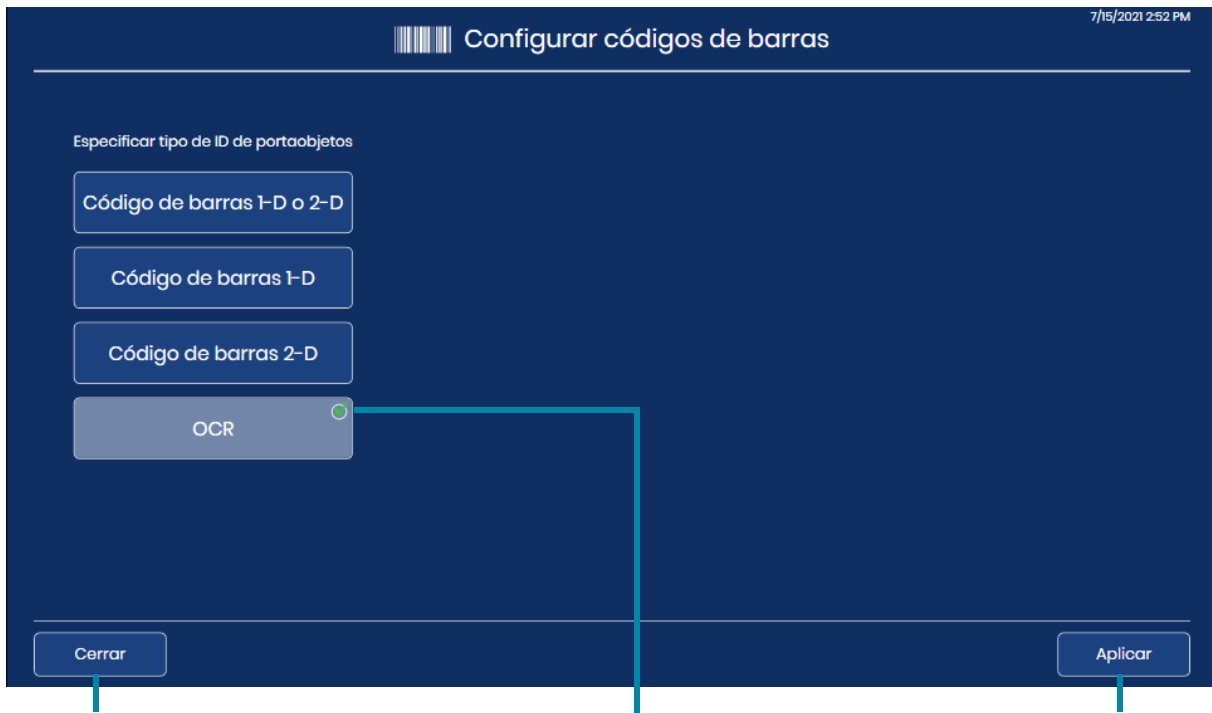 7/15/2021 2:52 PM
Configurar códigos de barras
Especificar tipo de ID de portaobjetos
Código de barras 1-D o 2-D
Código de barras 1-D
Código de barras 2-D
OCR
Cerrar
Aplicar